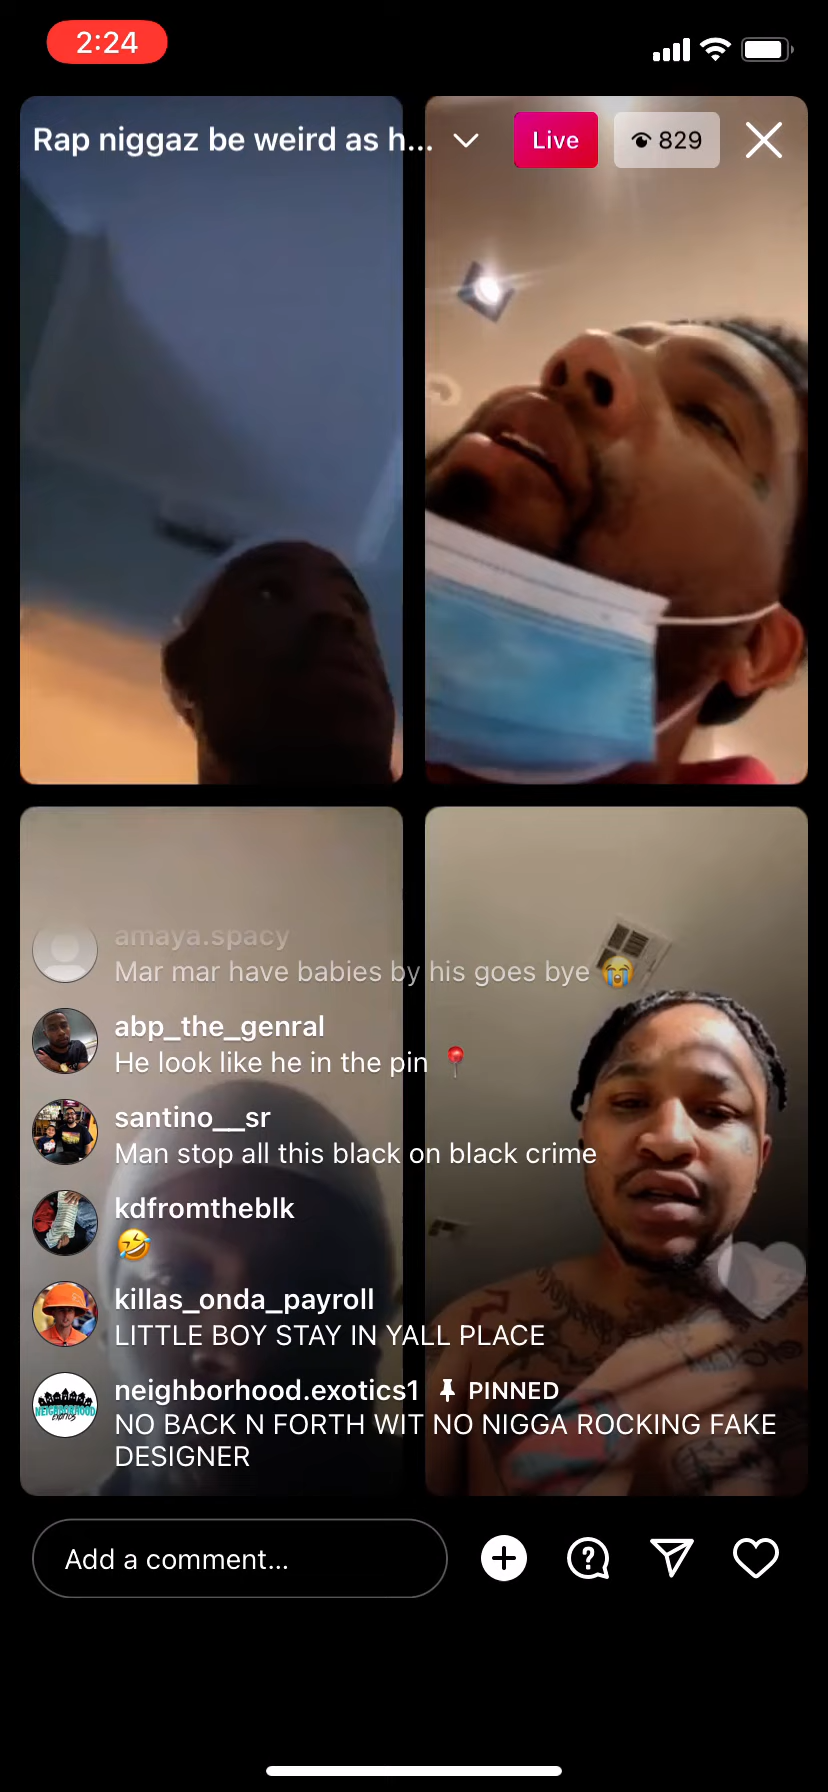 2:24
Rap niggaz be weird as h...
Live
829
amaya.spacy
Mar mar have babies by his goes bye 😭
abp_the_genral
He look like he in the pin 📍
santino__sr
Man stop all this black on black crime
kdfromtheblk
🤣
killas_onda_payroll
LITTLE BOY STAY IN YALL PLACE
NEIGHBORHOOD
EXOTICS
neighborhood.exotics1 PINNED
NO BACK N FORTH WIT NO NIGGA ROCKING FAKE
DESIGNER
Add a comment...